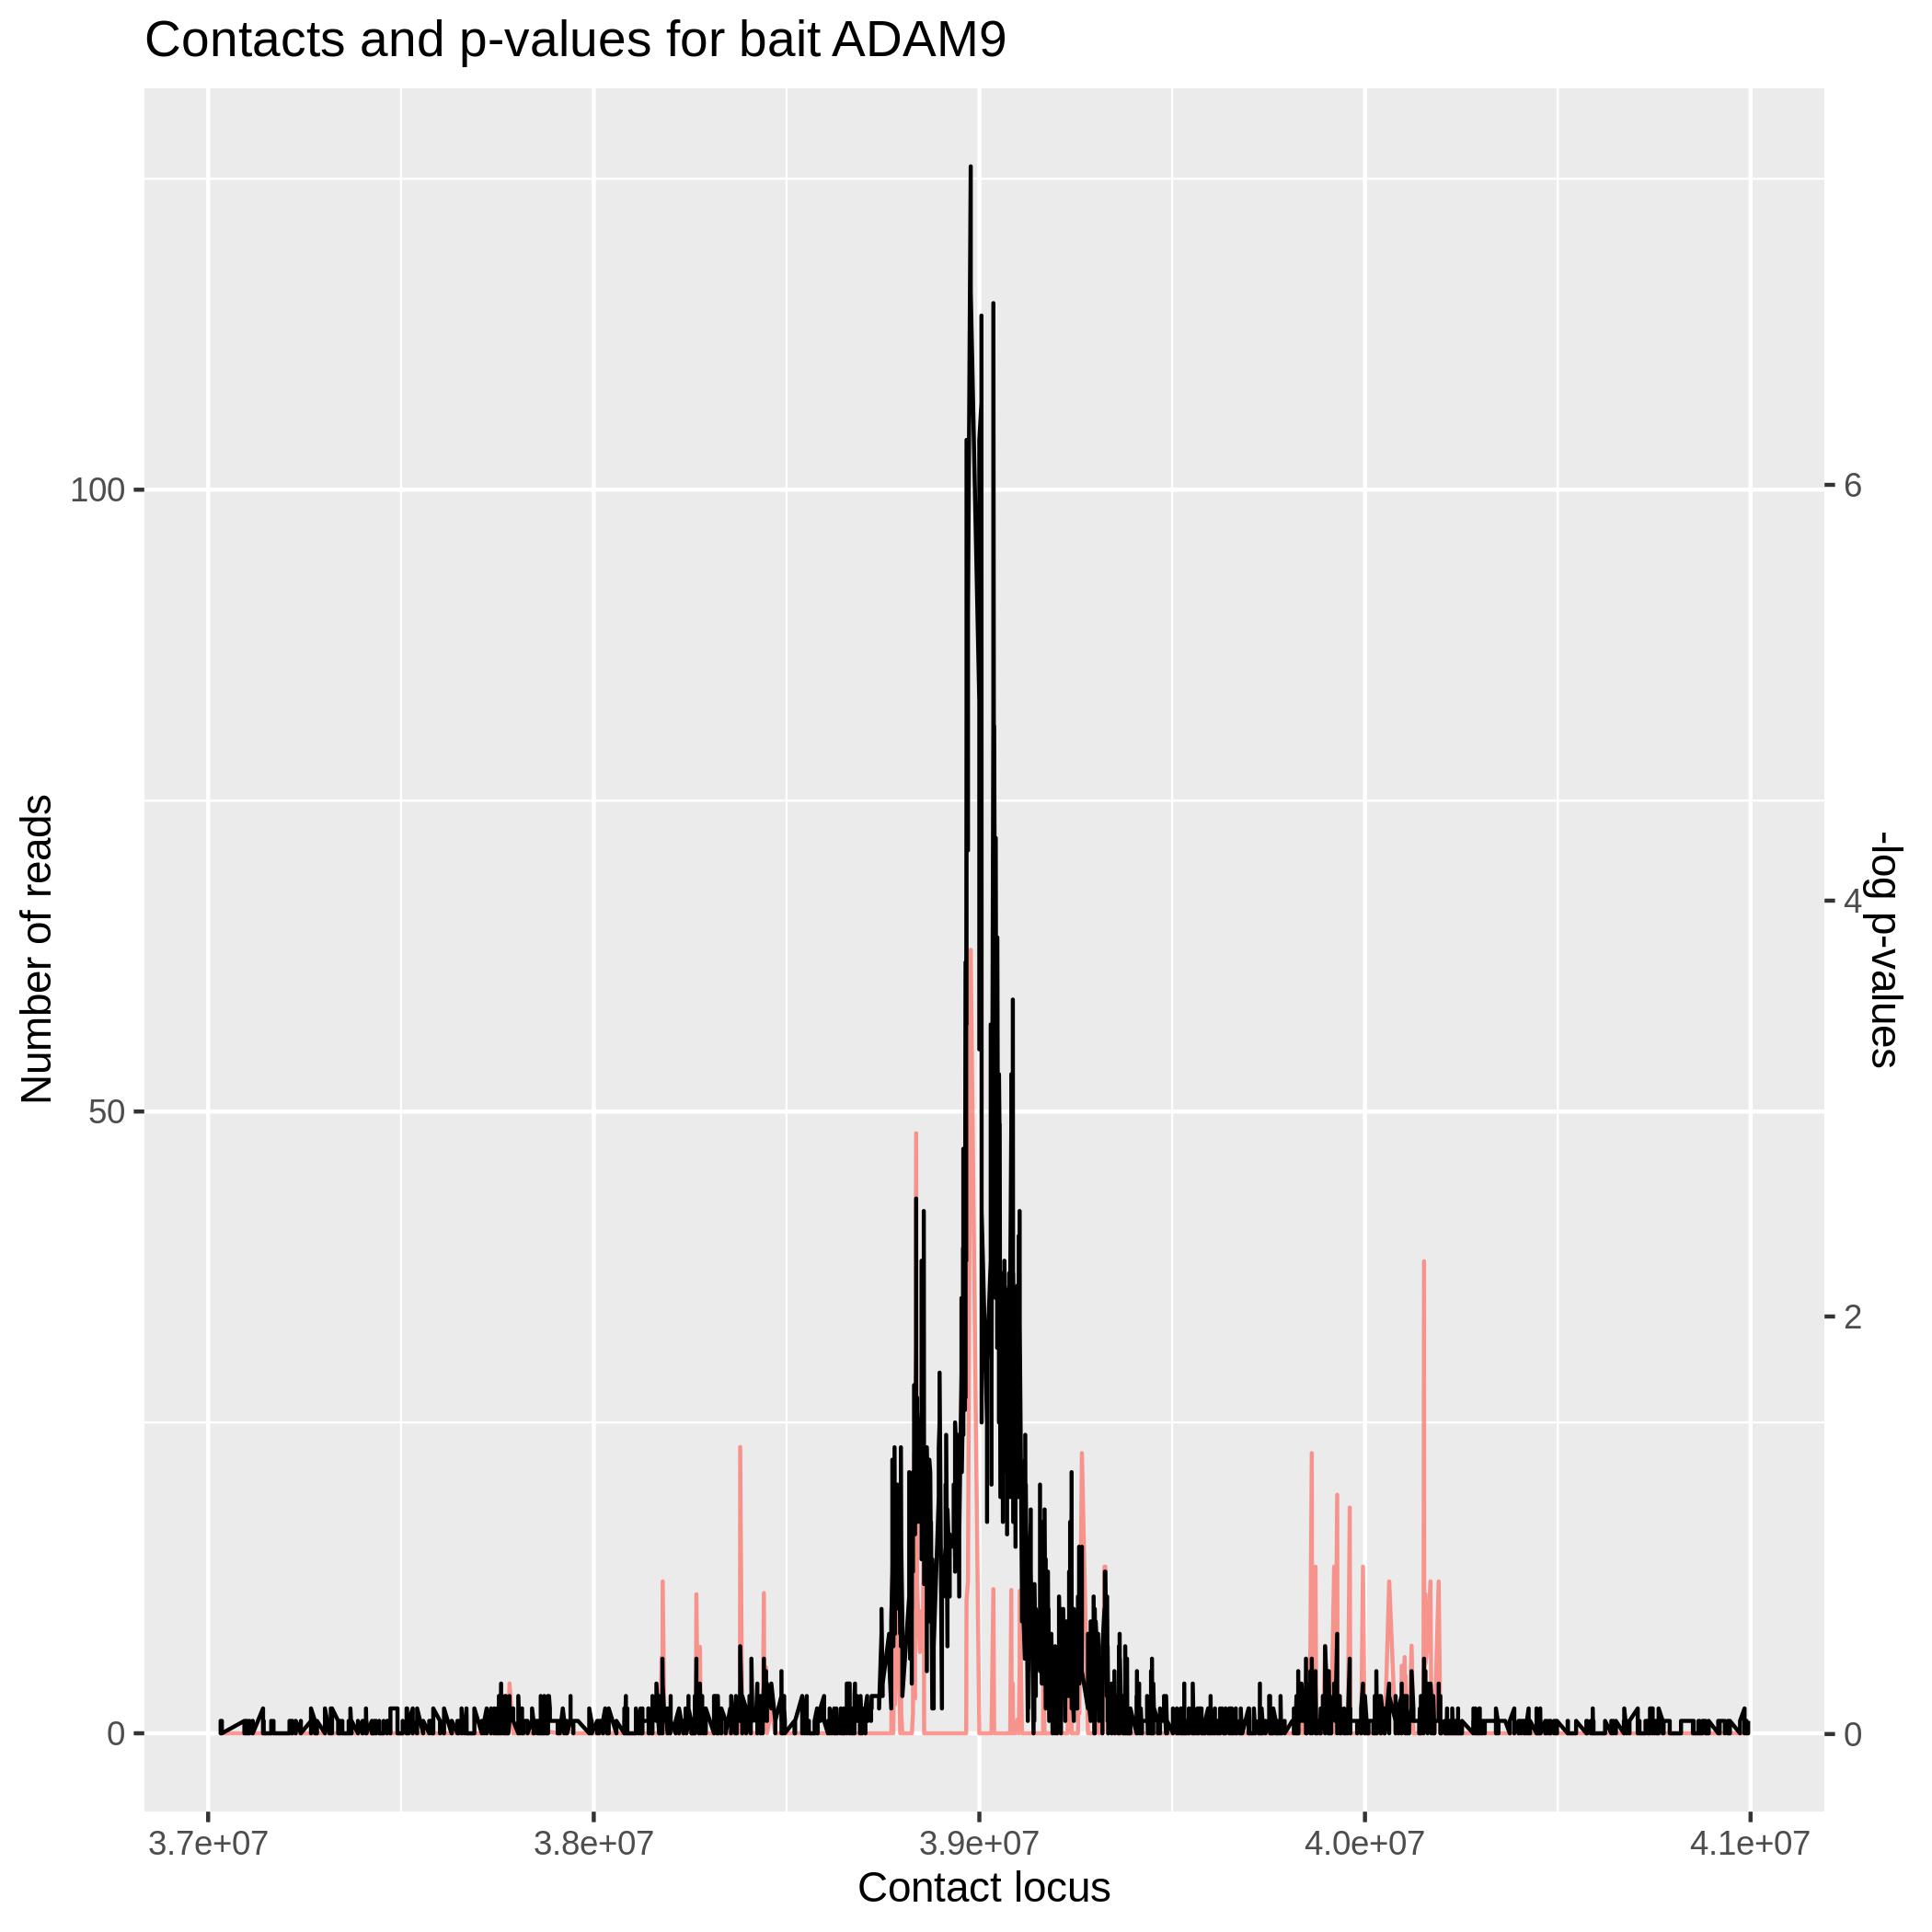 Contacts and p-values for bait ADAM9
Number of reads
100
50
0
6
4
2
0
-log p-values
3.7e+07
3.8e+07
3.9e+07
4.0e+07
4.1e+07
Contact locus